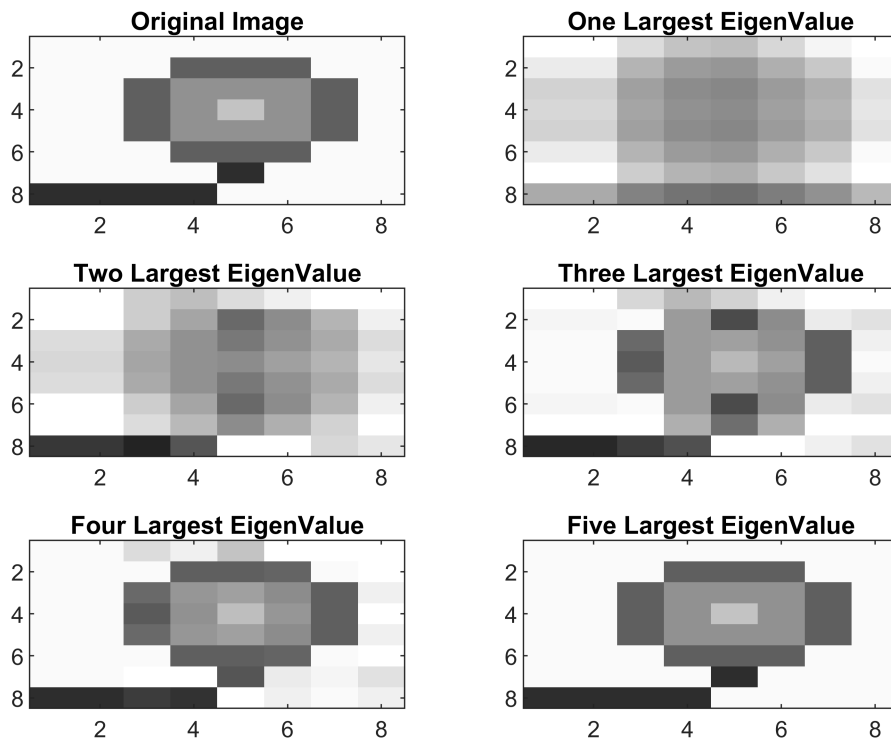 Original Image
2
4
6
8
2 4 6 8
One Largest EigenValue
2
4
6
8
2 4 6 8
Two Largest EigenValue
2
4
6
8
2 4 6 8
Three Largest EigenValue
2
4
6
8
2 4 6 8
Four Largest EigenValue
2
4
6
8
2 4 6 8
Five Largest EigenValue
2
4
6
8
2 4 6 8